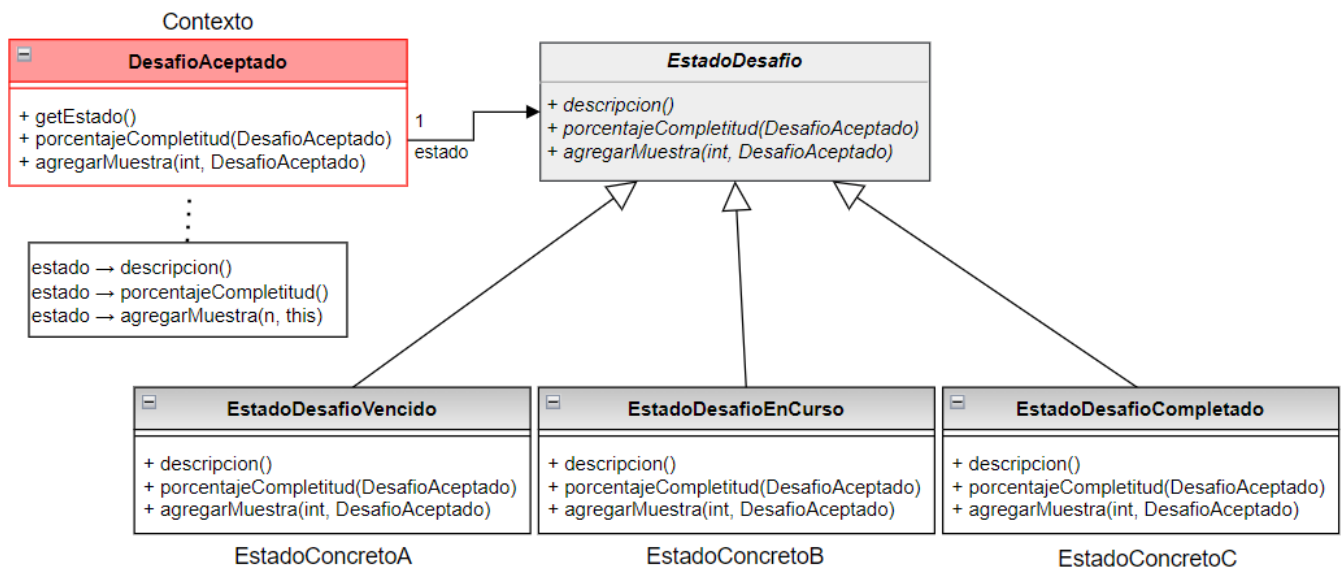 Contexto
DesafioAceptado
+ getEstado()
+ porcentajeCompletitud(DesafioAceptado)
+ agregarMuestra(int, DesafioAceptado)
1
estado
EstadoDesafio
+ descripcion()
+ porcentajeCompletitud(DesafioAceptado)
+ agregarMuestra(int, DesafioAceptado)
estado → descripcion()
estado → porcentajeCompletitud()
estado → agregarMuestra(n, this)
EstadoDesafioVencido
+ descripcion()
+ porcentajeCompletitud(DesafioAceptado)
+ agregarMuestra(int, DesafioAceptado)
EstadoConcretoA
EstadoDesafioEnCurso
+ descripcion()
+ porcentajeCompletitud(DesafioAceptado)
+ agregarMuestra(int, DesafioAceptado)
EstadoConcretoB
EstadoDesafioCompletado
+ descripcion()
+ porcentajeCompletitud(DesafioAceptado)
+ agregarMuestra(int, DesafioAceptado)
EstadoConcretoC